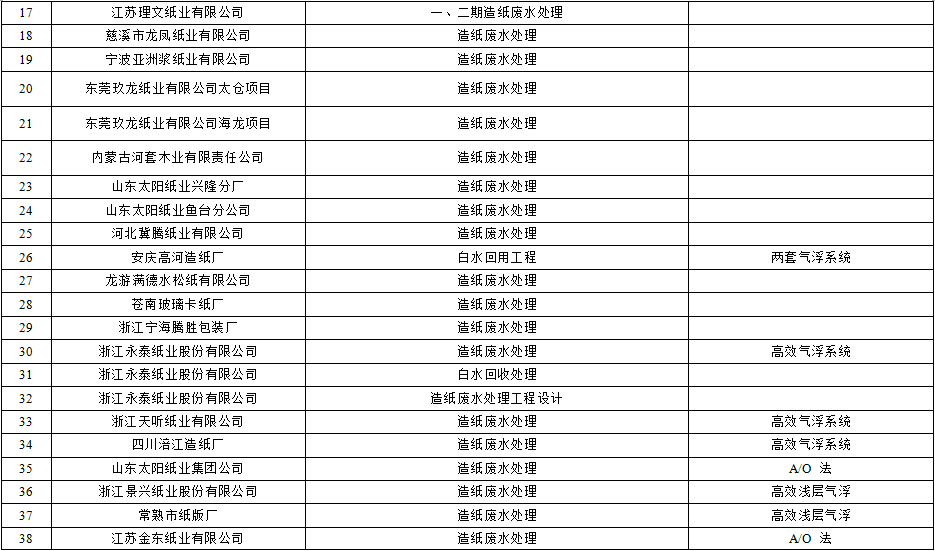 17 江苏理文纸业有限公司 一、二期造纸废水处理
18 慈溪市龙凤纸业有限公司 造纸废水处理
19 宁波亚洲浆纸业有限公司 造纸废水处理
20 东莞玖龙纸业有限公司太仓项目 造纸废水处理
21 东莞玖龙纸业有限公司海龙项目 造纸废水处理
22 内蒙古河套木业有限责任公司 造纸废水处理
23 山东太阳纸业兴隆分厂 造纸废水处理
24 山东太阳纸业鱼台分公司 造纸废水处理
25 河北冀腾纸业有限公司 造纸废水处理
26 安庆高河造纸厂 白水回用工程 两套气浮系统
27 龙游满德水松纸有限公司 造纸废水处理
28 苍南玻璃卡纸厂 造纸废水处理
29 浙江宁海腾胜包装厂 造纸废水处理
30 浙江永泰纸业股份有限公司 造纸废水处理 高效气浮系统
31 浙江永泰纸业股份有限公司 白水回收处理
32 浙江永泰纸业股份有限公司 造纸废水处理工程设计
33 浙江天听纸业有限公司 造纸废水处理 高效气浮系统
34 四川涪江造纸厂 造纸废水处理 高效气浮系统
35 山东太阳纸业集团公司 造纸废水处理 A/O 法
36 浙江景兴纸业股份有限公司 造纸废水处理 高效浅层气浮
37 常熟市纸版厂 造纸废水处理 高效浅层气浮
38 江苏金东纸业有限公司 造纸废水处理 A/O 法